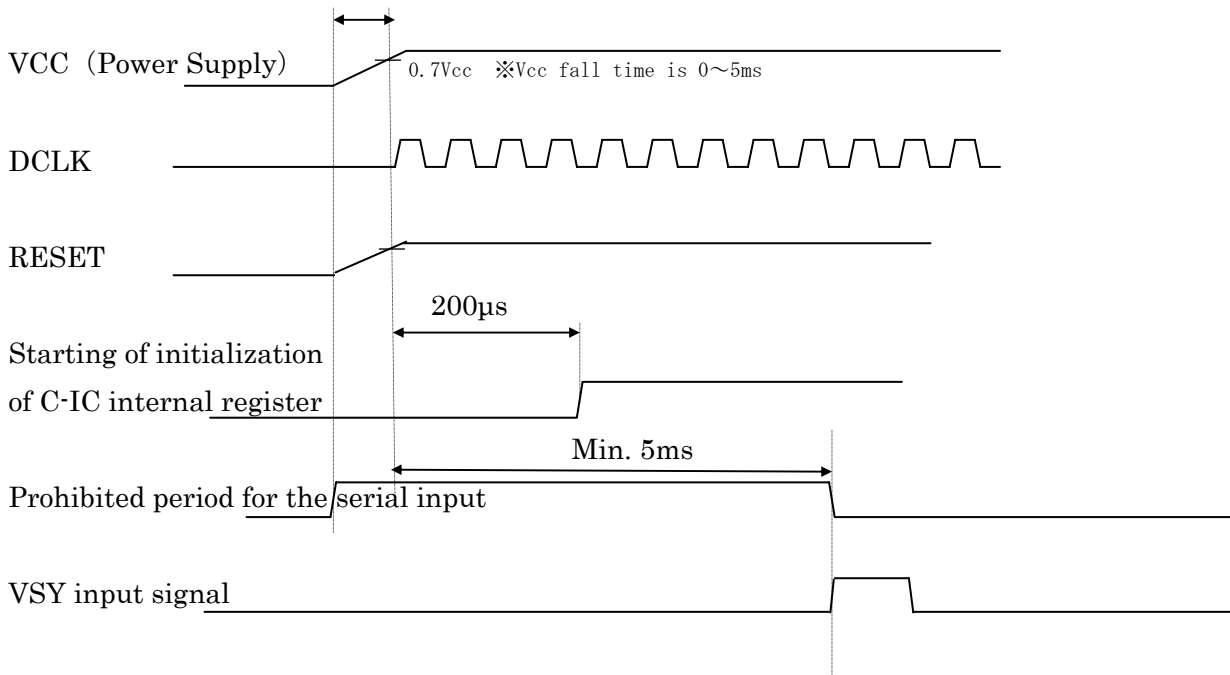 VCC（Power Supply）
0.7Vcc ※Vcc fall time is 0～5ms
DCLK
RESET
200µs
Starting of initialization
of C-IC internal register
Min. 5ms
Prohibited period for the serial input
VSY input signal